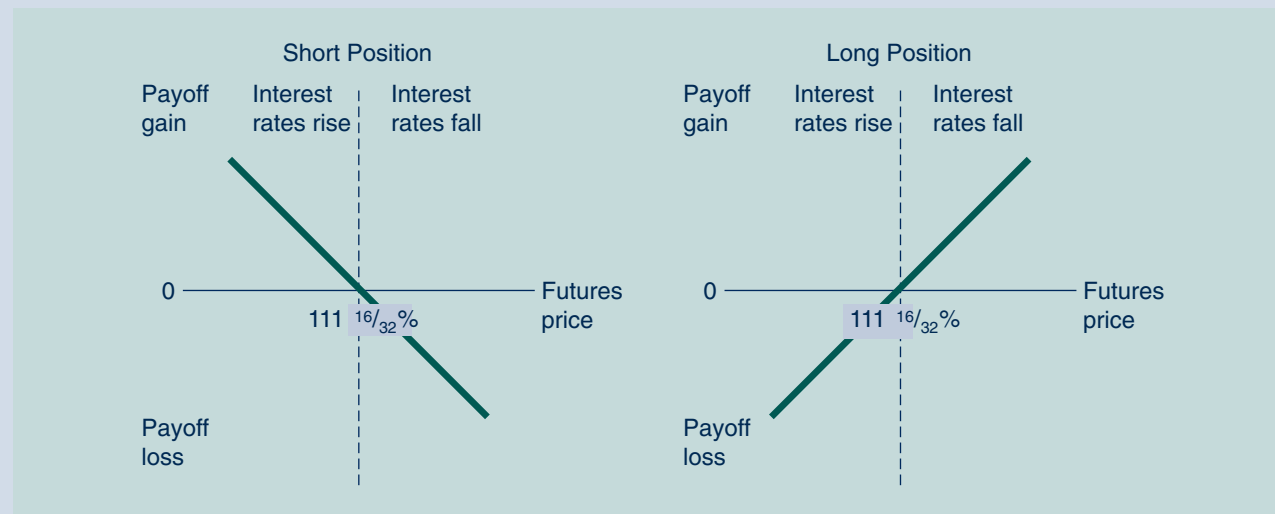 Short Position
Payoff
gain
Interest
rates rise
Interest
rates fall
0
Futures
price
111 16/32%
Payoff
loss
Long Position
Payoff
gain
Interest
rates rise
Interest
rates fall
0
Futures
price
111 16/32%
Payoff
loss